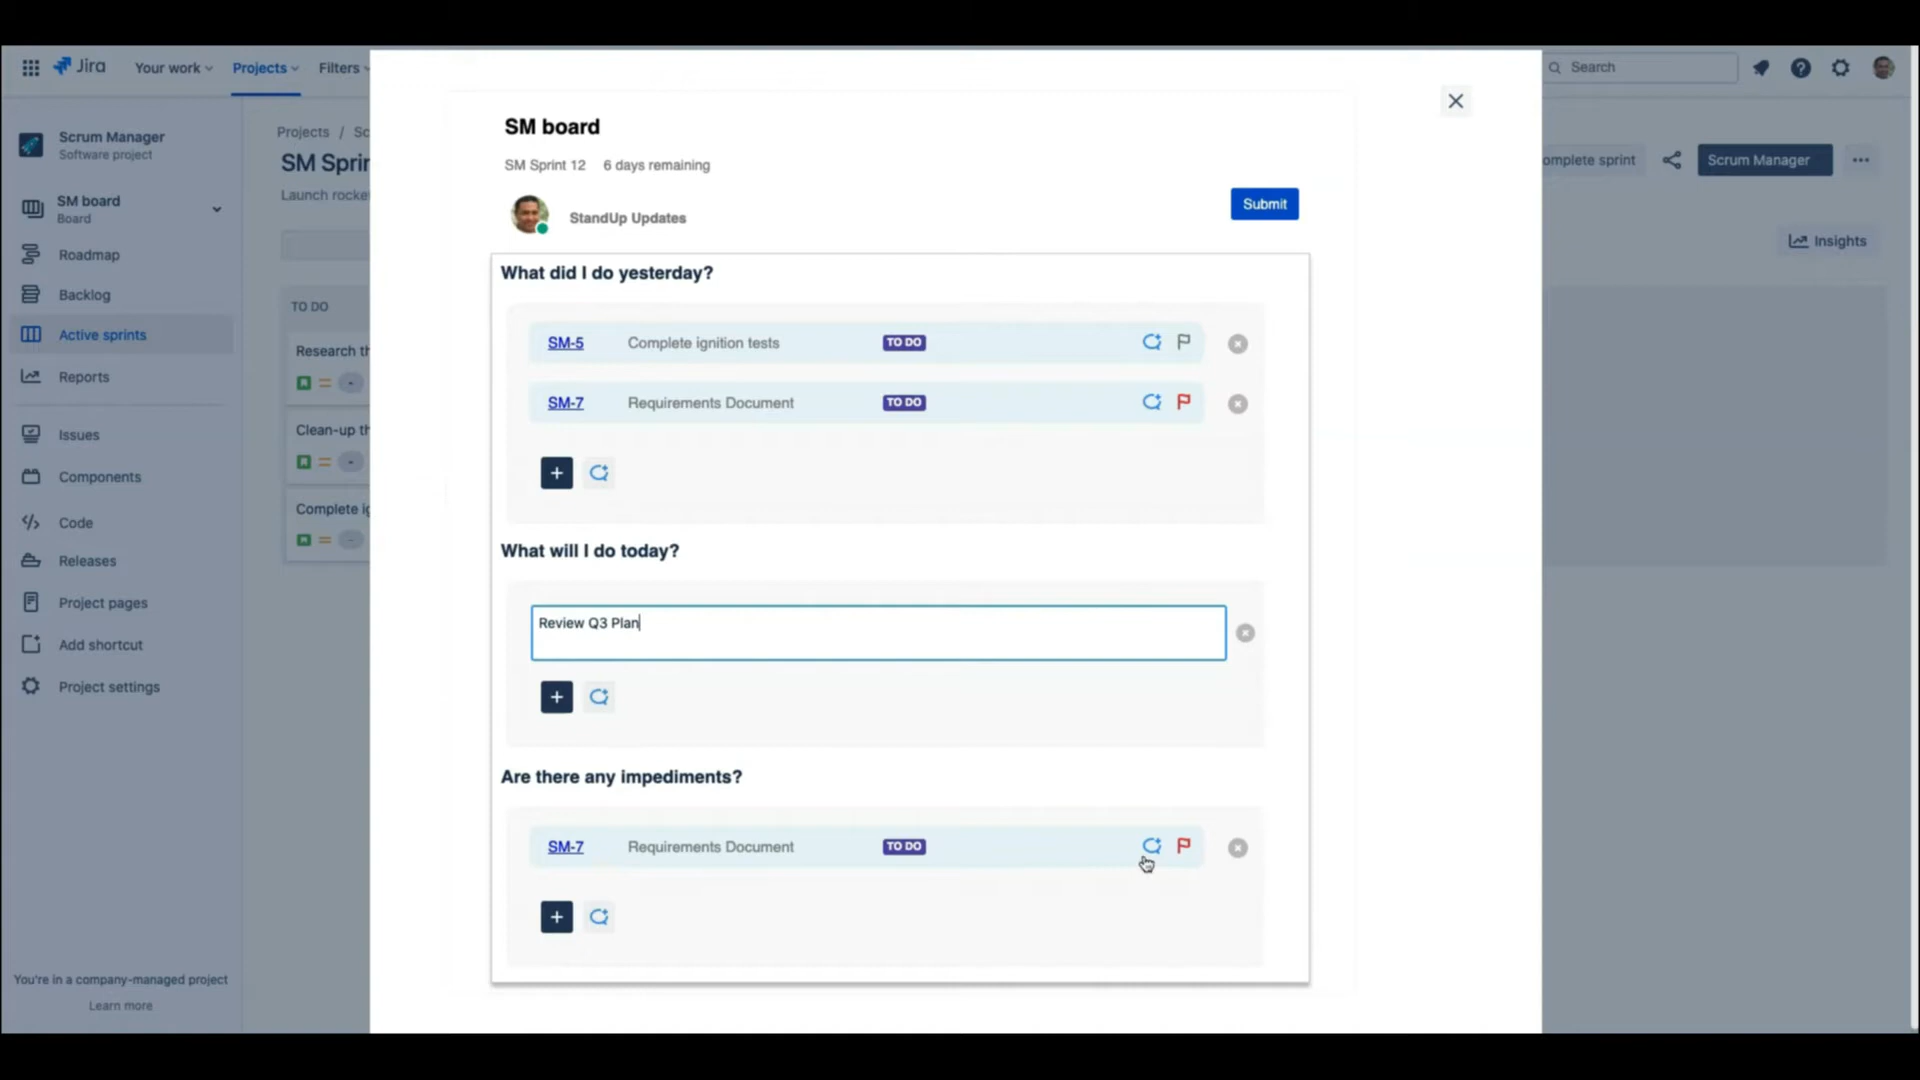 Jira
Your work
Projects
Filters
Search
Scrum Manager
Software project
SM board
Board
Roadmap
Backlog
Active sprints
Reports
Issues
Components
Code
Releases
Project pages
Add shortcut
Project settings
You're in a company-managed project
Learn more
Projects / Sc
SM Sprin
Launch rocke
TO DO
Research th
Clean-up th
Complete ig
SM board
SM Sprint 12 6 days remaining
StandUp Updates
Submit
What did I do yesterday?
SM-5 Complete ignition tests TO DO
SM-7 Requirements Document TO DO
What will I do today?
Review Q3 Plan
Are there any impediments?
SM-7 Requirements Document TO DO
omplete sprint
Scrum Manager
Insights